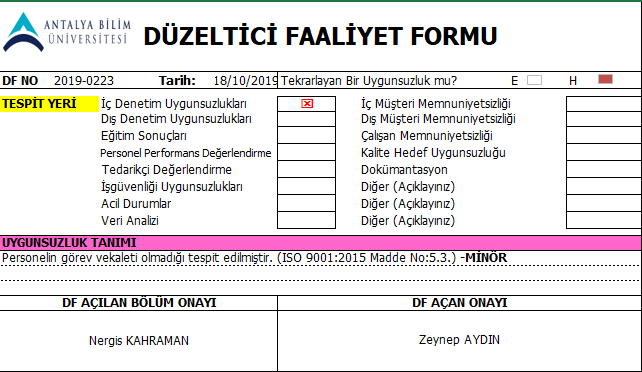 ANTALYA BİLİM
ÜNİVERSİTESİ
DÜZELTİCİ FAALİYET FORMU
DF NO 2019-0223 Tarih: 18/10/2019 Tekrarlayan Bir Uygunsuzluk mu? E H
TESPİT YERİ İç Denetim Uygunsuzlukları İç Müşteri Memnuniyetsizliği
Dış Denetim Uygunsuzlukları Dış Müşteri Memnuniyetsizliği
Eğitim Sonuçları Çalışan Memnuniyetsizliği
Personel Performans Değerlendirme Kalite Hedef Uygunsuzluğu
Tedarikçi Değerlendirme Dokümantasyon
İşgüvenliği Uygunsuzlukları Diğer (Açıklayınız)
Acil Durumlar Diğer (Açıklayınız)
Veri Analizi Diğer (Açıklayınız)
UYGUNSUZLUK TANIMI
Personelin görev vekaleti olmadığı tespit edilmiştir. (ISO 9001:2015 Madde No:5.3.) -MİNÖR
DF AÇILAN BÖLÜM ONAYI DF AÇAN ONAYI
Nergis KAHRAMAN Zeynep AYDIN